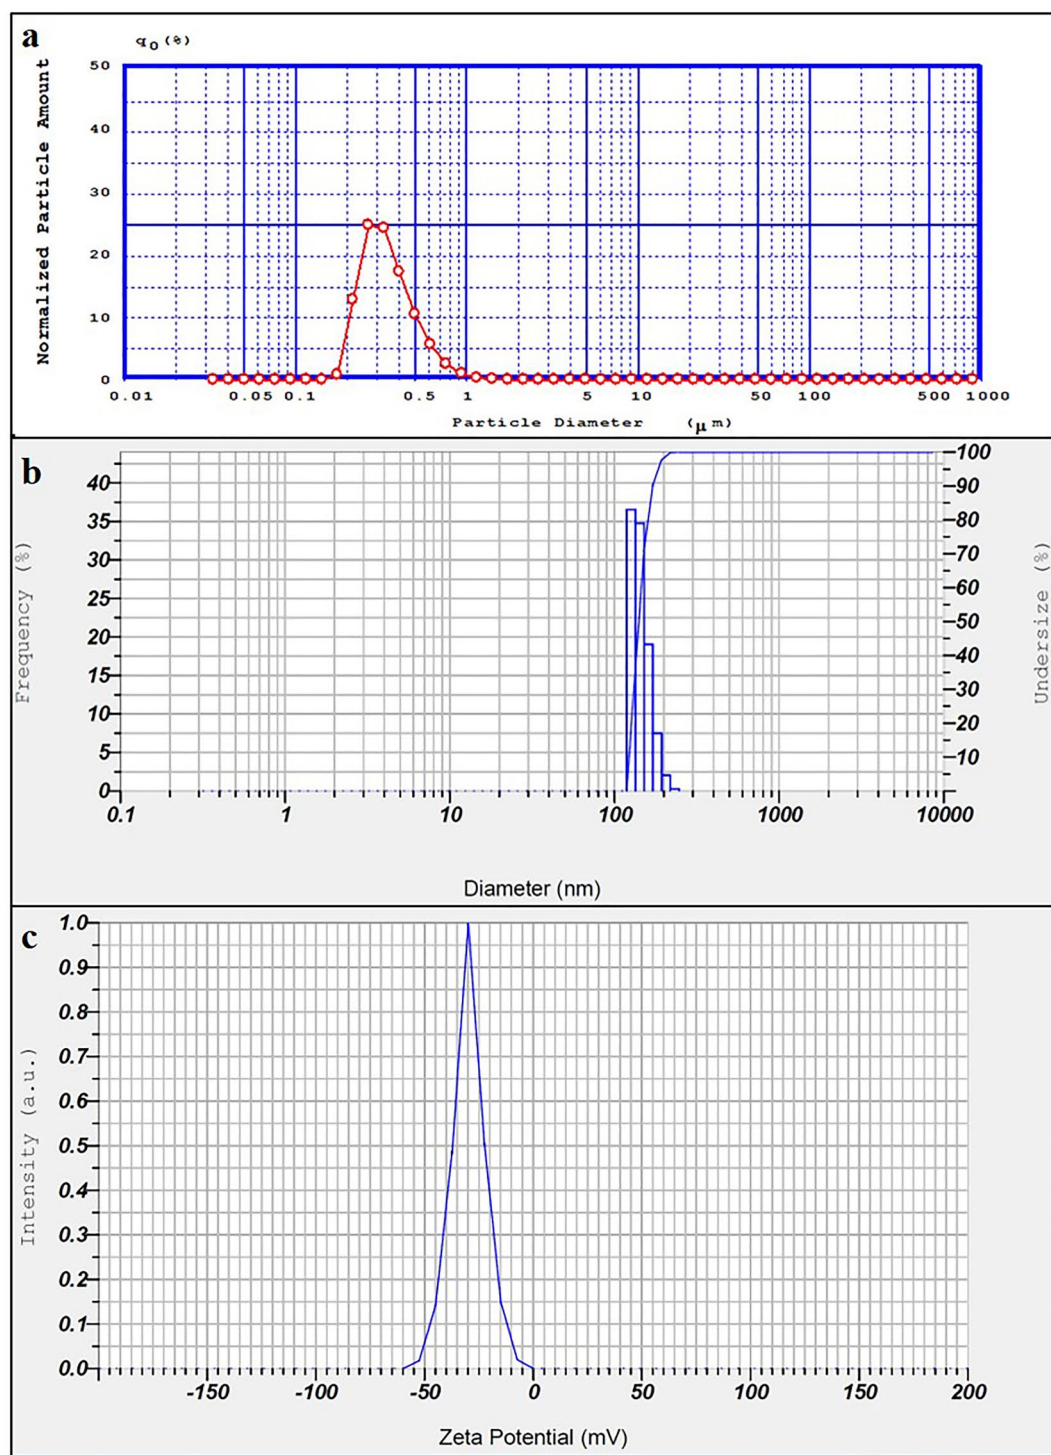 a
q0 (%)
Normalized Particle Amount
50
40
30
20
10
0
0.01 0.05 0.1 0.5 1 5 10 50 100 500 1000
Particle Diameter (μm)
b
Frequency (%)
40
35
30
25
20
15
10
5
0
100
90
80
70
60
50
40
30
20
10
Undersize (%)
0.1 1 10 100 1000 10000
Diameter (nm)
c
Intensity (a.u.)
1.0
0.9
0.8
0.7
0.6
0.5
0.4
0.3
0.2
0.1
0.0
-150 -100 -50 0 50 100 150 200
Zeta Potential (mV)